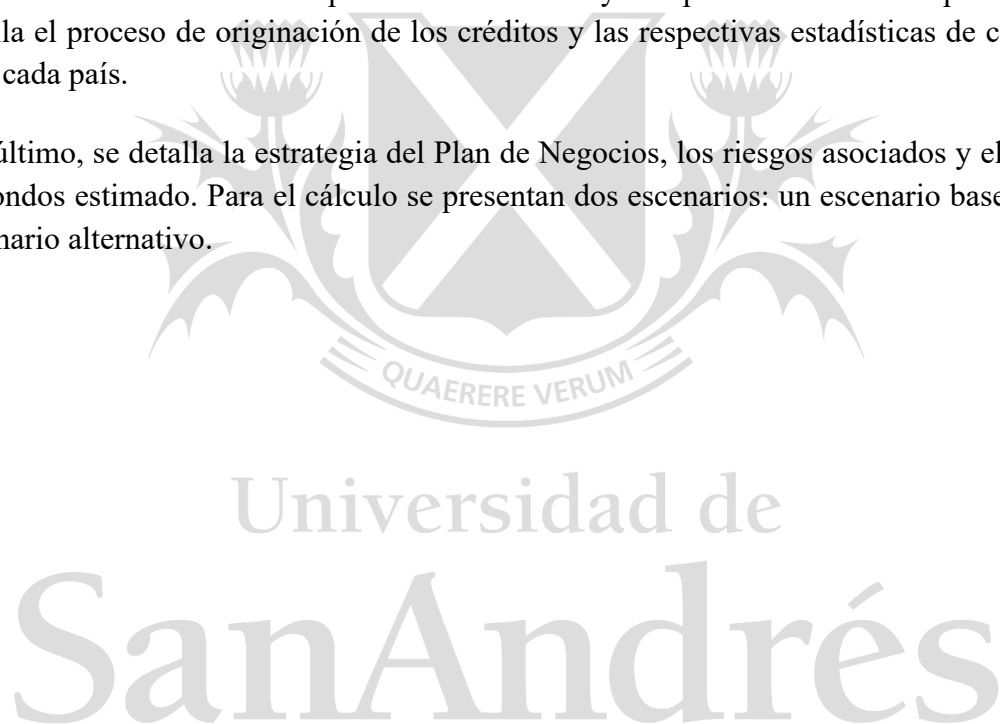 la el proceso de originación de los créditos y las respectivas estadísticas de c
cada país.
último, se detalla la estrategia del Plan de Negocios, los riesgos asociados y el
ondos estimado. Para el cálculo se presentan dos escenarios: un escenario base
nario alternativo.
QUAERERE VERUM
Universidad de
SanAndrés